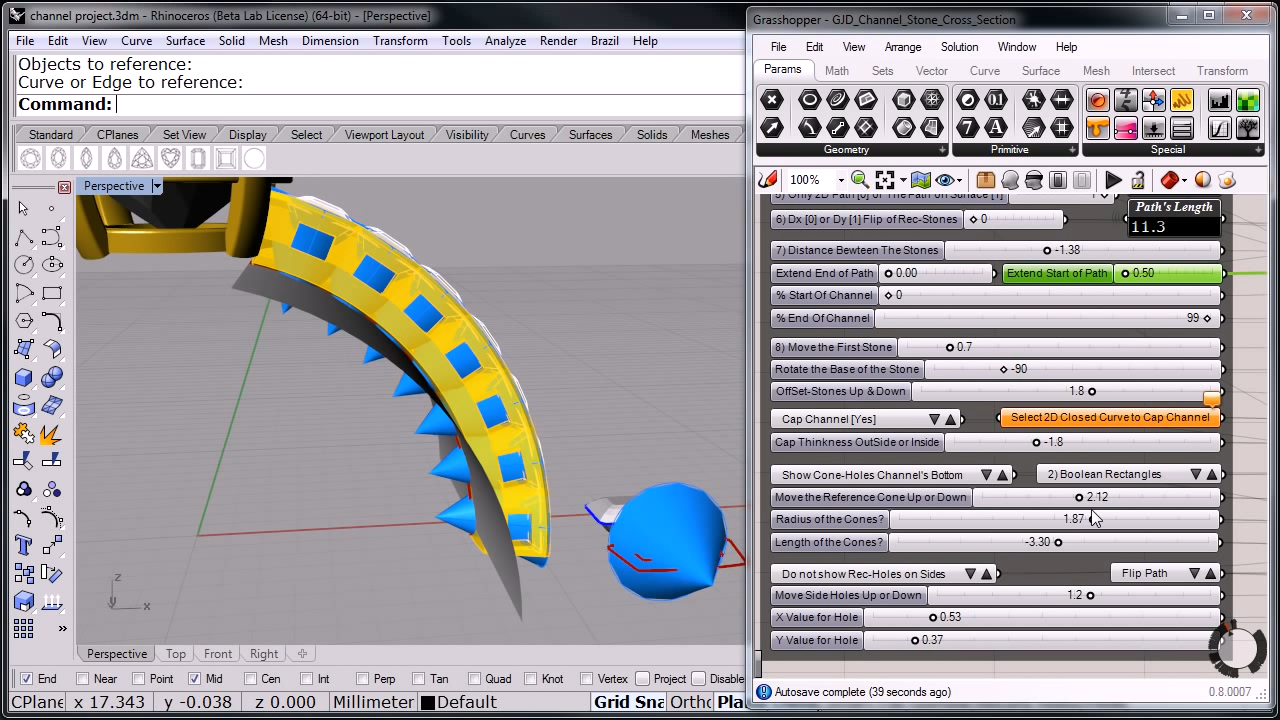 channel project.3dm - Rhinoceros (Beta Lab License) (64-bit) - [Perspective]
File Edit View Curve Surface Solid Mesh Dimension Transform Tools Analyze Render Brazil Help
Objects to reference:
Curve or Edge to reference:
Command:
Standard CPlanes Set View Display Select Viewport Layout Visibility Curves Surfaces Solids Meshes
Perspective
z
y
x
Perspective Top Front Right
End Near Point Mid Cen Int Perp Tan Quad Knot Vertex Project Disable
CPlane x 17.343 y -0.038 z 0.000 Millimeter Default Grid Sna Ortho Plan
Grasshopper - GJD_Channel_Stone_Cross_Section
File Edit View Arrange Solution Window Help
Params Math Sets Vector Curve Surface Mesh Intersect Transform
Geometry Primitive Special
100%
5) Only 2D Path [0] or The Path on Surface [1]
6) Dx [0] or Dy [1] Flip of Rec-Stones 0
Path's Length
11.3
7) Distance Bewteen The Stones -1.38
Extend End of Path 0.00 Extend Start of Path 0.50
% Start Of Channel 0
% End Of Channel 99
8) Move the First Stone 0.7
Rotate the Base of the Stone -90
OffSet-Stones Up & Down 1.8
Cap Channel [Yes] Select 2D Closed Curve to Cap Channel
Cap Thinkness OutSide or Inside -1.8
Show Cone-Holes Channel's Bottom 2) Boolean Rectangles
Move the Reference Cone Up or Down 2.12
Radius of the Cones? 1.87
Length of the Cones? -3.30
Do not show Rec-Holes on Sides Flip Path
Move Side Holes Up or Down 1.2
X Value for Hole 0.53
Y Value for Hole 0.37
Autosave complete (39 seconds ago) 0.8.0007